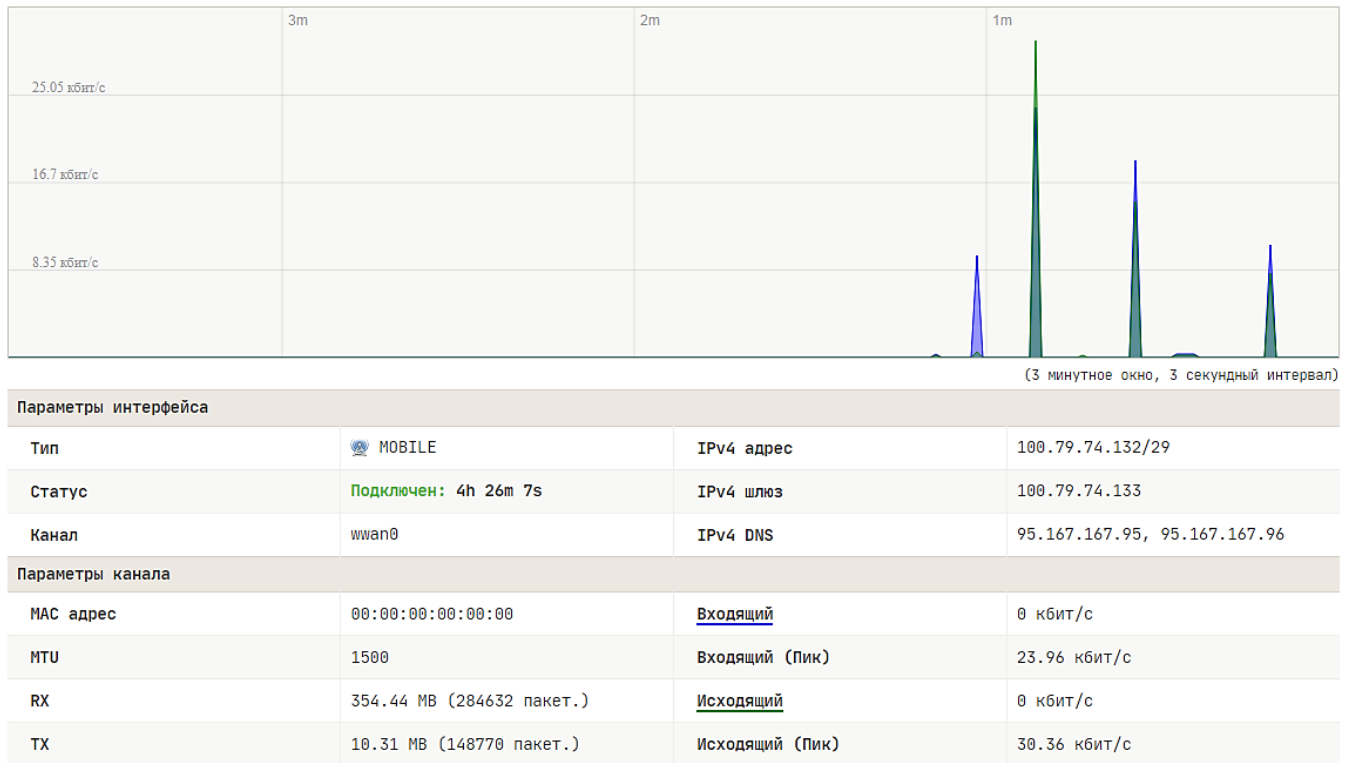 3m 2m 1m
25.05 кбит/с
16.7 кбит/с
8.35 кбит/с
(3 минутное окно, 3 секундный интервал)
Параметры интерфейса
Тип MOBILE IPv4 адрес 100.79.74.132/29
Статус Подключен: 4h 26m 7s IPv4 шлюз 100.79.74.133
Канал wwan0 IPv4 DNS 95.167.167.95, 95.167.167.96
Параметры канала
MAC адрес 00:00:00:00:00:00 Входящий 0 кбит/с
MTU 1500 Входящий (Пик) 23.96 кбит/с
RX 354.44 MB (284632 пакет.) Исходящий 0 кбит/с
TX 10.31 MB (148770 пакет.) Исходящий (Пик) 30.36 кбит/с